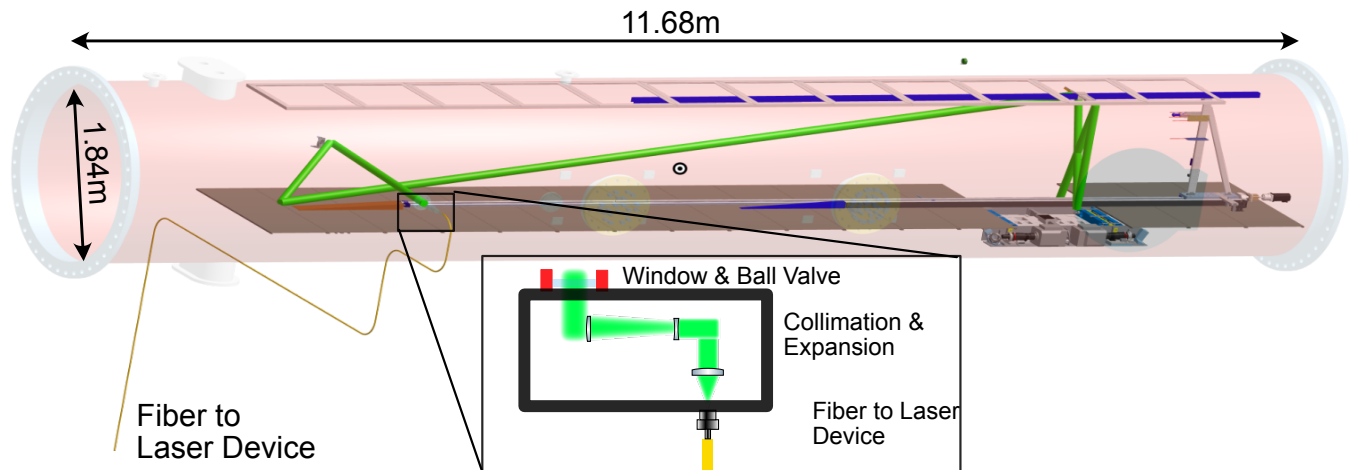 11.68m
1.84m
Window & Ball Valve
Collimation &
Expansion
Fiber to
Laser Device
Fiber to Laser
Device